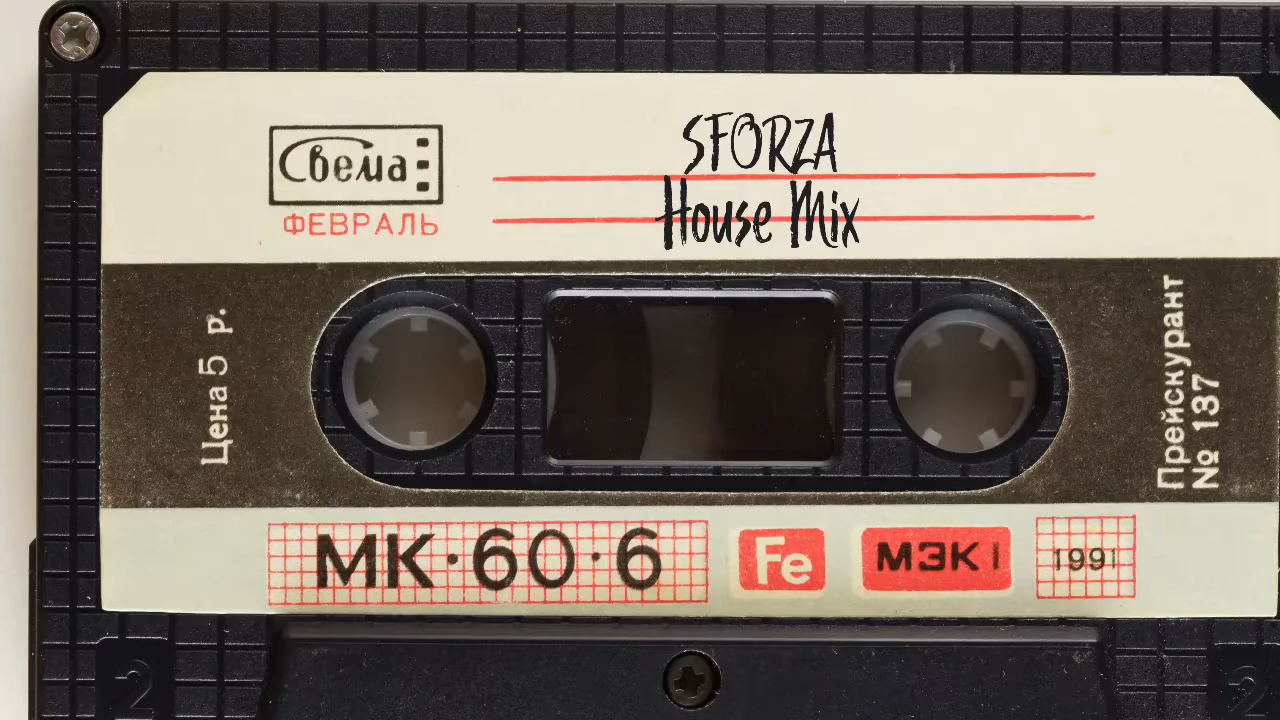 Свема
ФЕВРАЛЬ
SFORZA
House Mix
Цена 5 р.
Прейскурант
№ 137
МК·60·6
Fe
МЭК I
1991
2
2